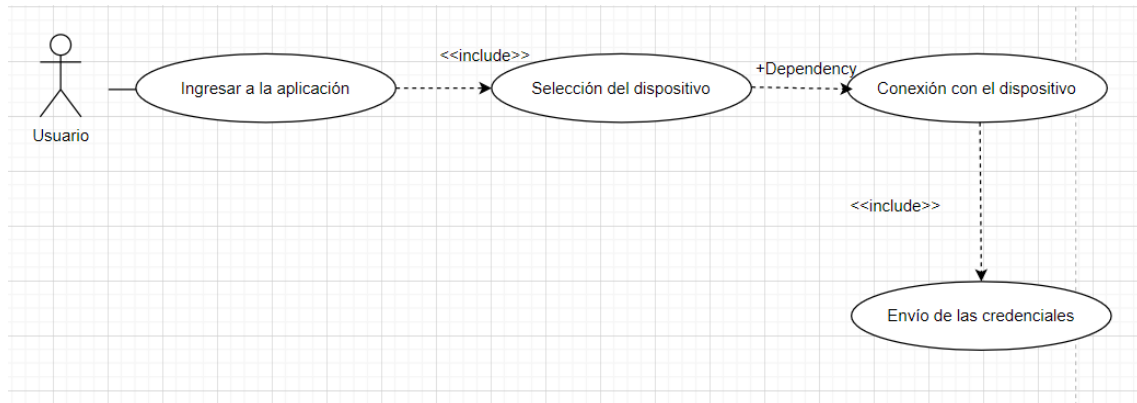 Usuario
Ingresar a la aplicación
<<include>>
Selección del dispositivo
+Dependency
Conexión con el dispositivo
<<include>>
Envío de las credenciales